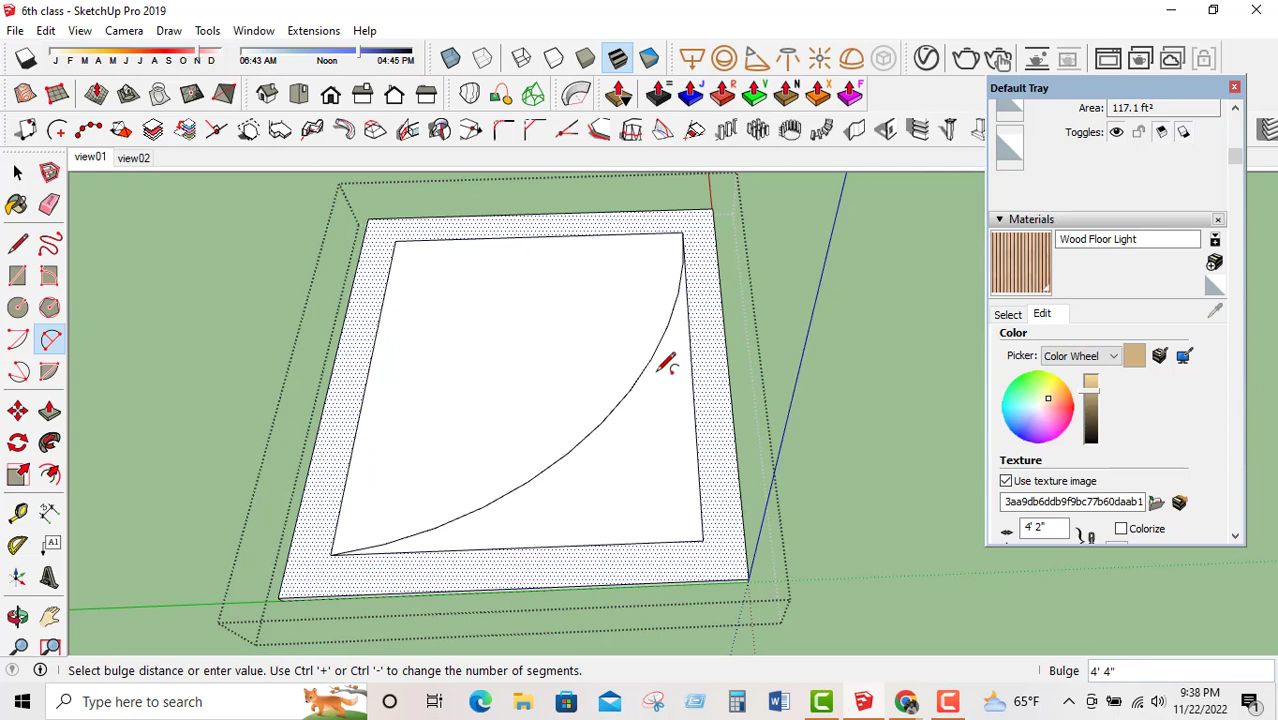 6th class - SketchUp Pro 2019
File Edit View Camera Draw Tools Window Extensions Help
J F M A M J J A S O N D
06:43 AM Noon 04:45 PM
= J R V N X F
view01 view02
Default Tray
Area: 117.1 ft²
Toggles:
Materials
Wood Floor Light
Select Edit
Color
Picker: Color Wheel
Texture
Use texture image
3aa9db6ddb9f9bc77b60daab1
4' 2"
Colorize
A1
Select bulge distance or enter value. Use Ctrl '+' or Ctrl '-' to change the number of segments.
Bulge 4' 4"
Type here to search
65°F
9:38 PM
11/22/2022
1